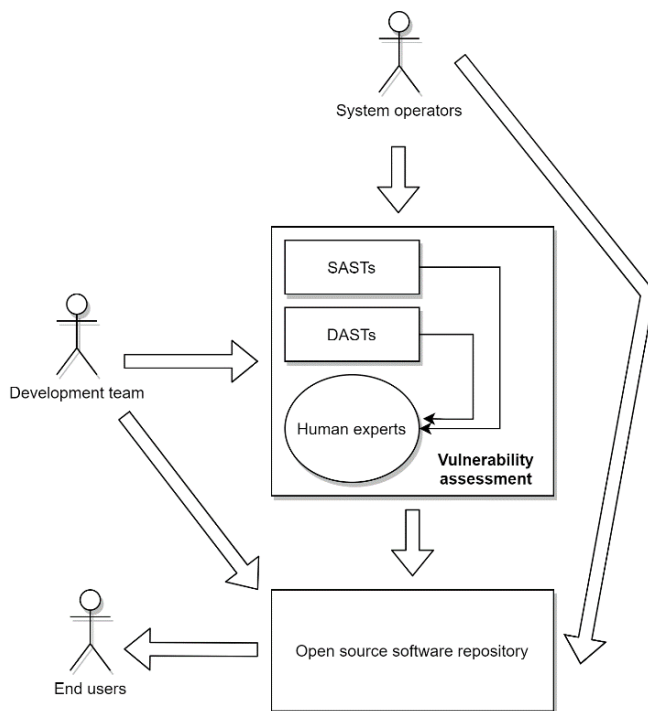 System operators
SASTs
DASTs
Development team
Human experts
Vulnerability
assessment
Open source software repository
End users